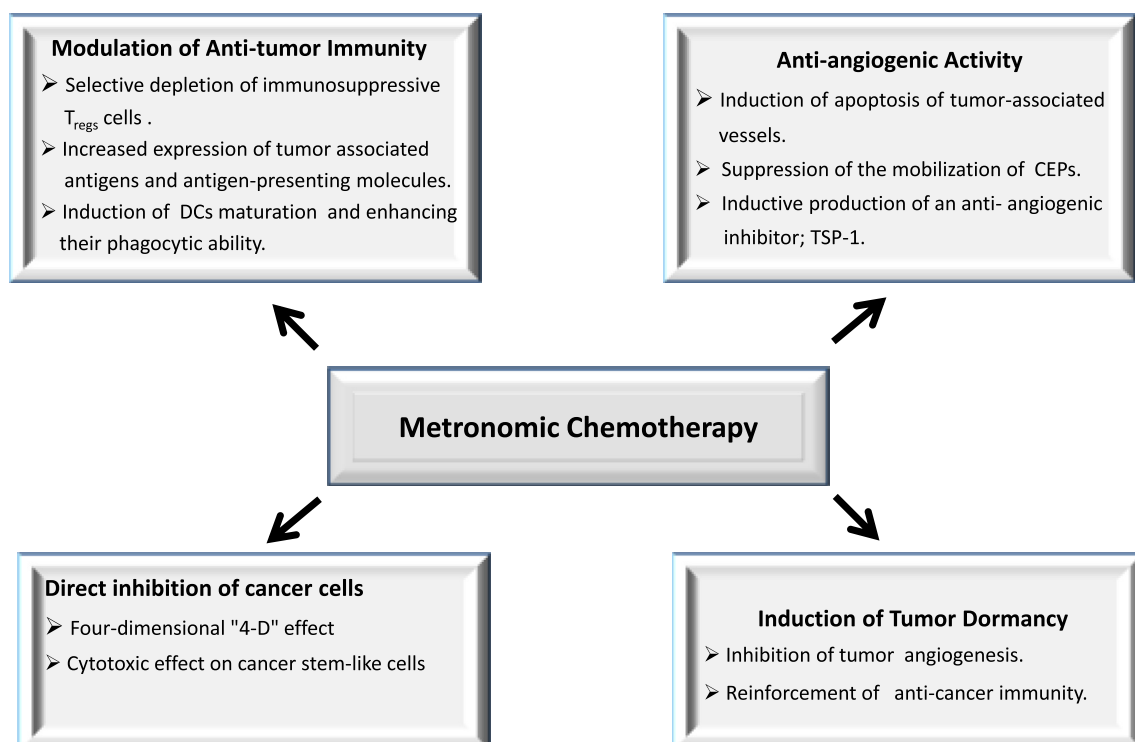 Modulation of Anti-tumor Immunity
➢ Selective depletion of immunosuppressive
Tregs cells .
➢ Increased expression of tumor associated
antigens and antigen-presenting molecules.
➢ Induction of DCs maturation and enhancing
their phagocytic ability.
Anti-angiogenic Activity
➢ Induction of apoptosis of tumor-associated
vessels.
➢ Suppression of the mobilization of CEPs.
➢ Inductive production of an anti- angiogenic
inhibitor; TSP-1.
Metronomic Chemotherapy
Direct inhibition of cancer cells
➢ Four-dimensional "4-D" effect
➢ Cytotoxic effect on cancer stem-like cells
Induction of Tumor Dormancy
➢ Inhibition of tumor angiogenesis.
➢ Reinforcement of anti-cancer immunity.